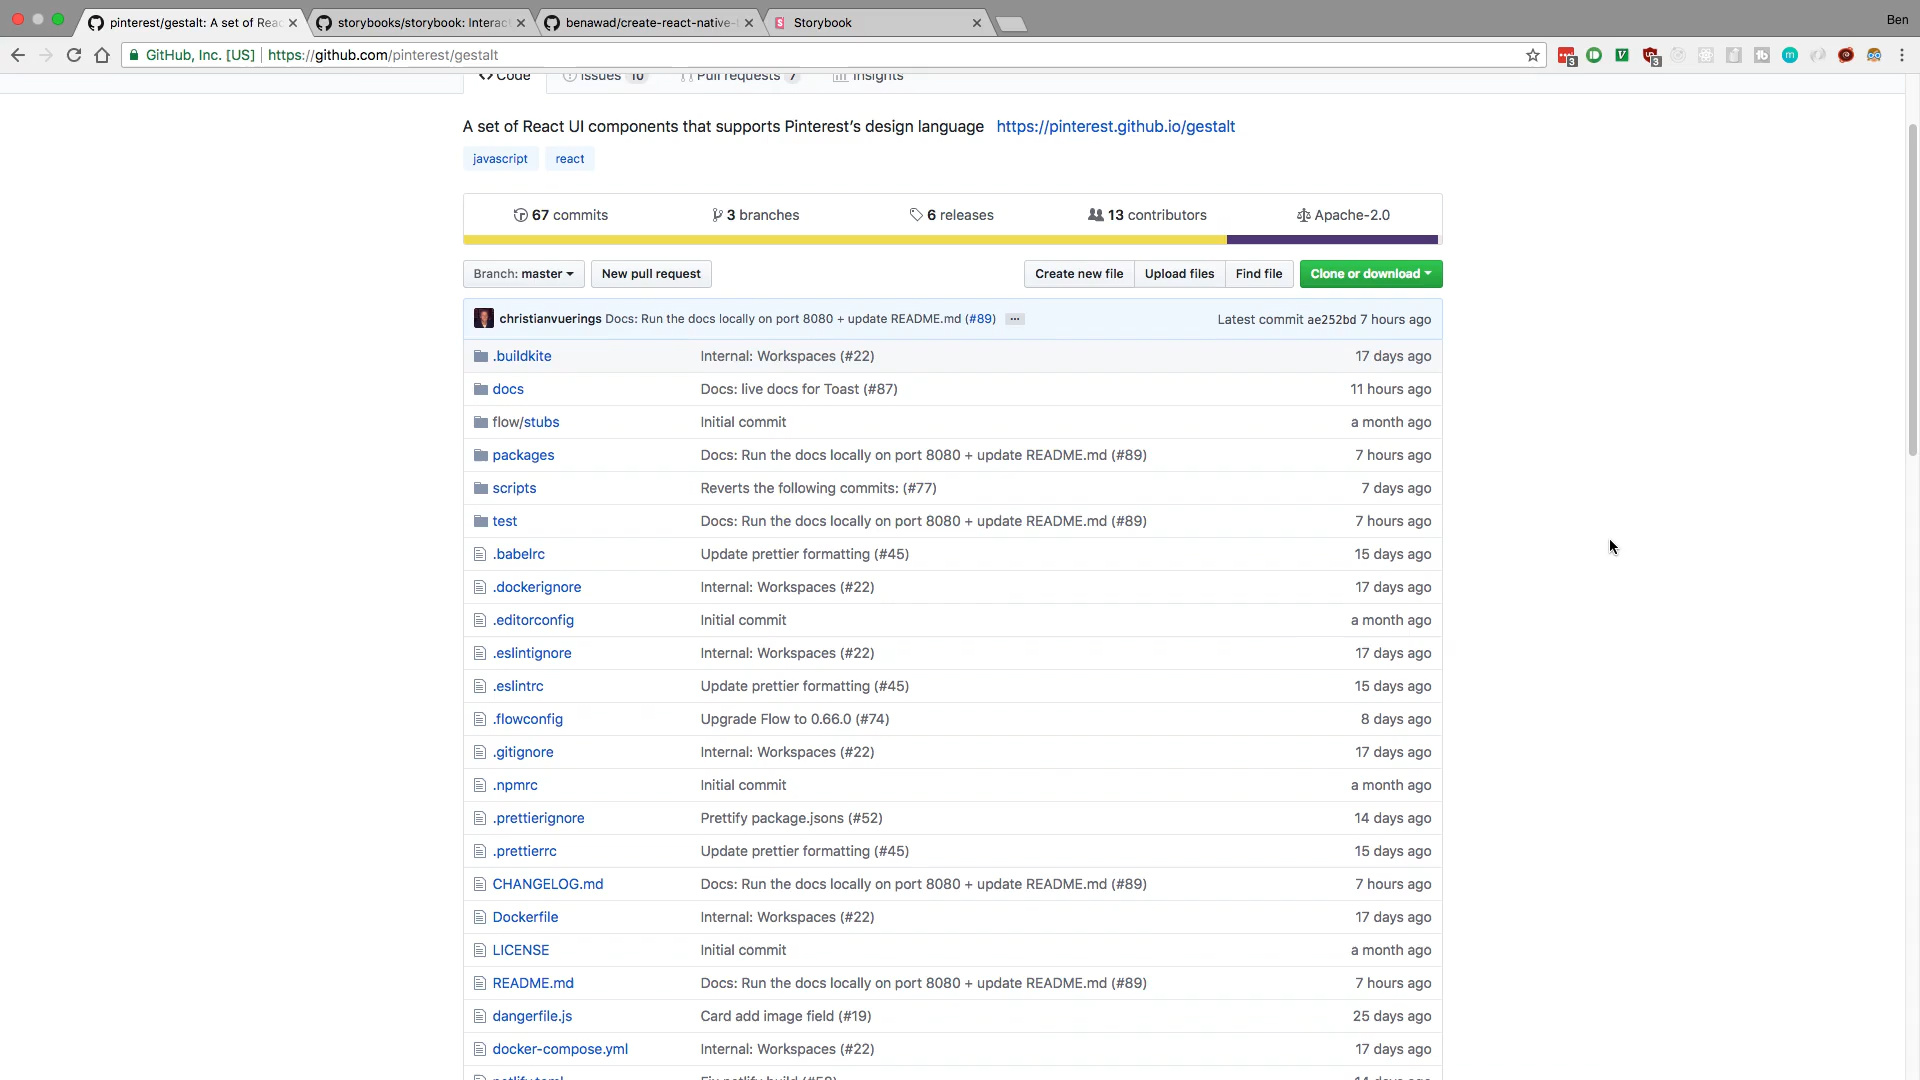 pinterest/gestalt: A set of Reac
storybooks/storybook: Interac
benawad/create-react-native-
Storybook
Ben
GitHub, Inc. [US] https://github.com/pinterest/gestalt
3
3
Code Issues 10 Pull requests 7 Insights
A set of React UI components that supports Pinterest’s design language https://pinterest.github.io/gestalt
javascript react
67 commits 3 branches 6 releases 13 contributors Apache-2.0
Branch: master New pull request Create new file Upload files Find file Clone or download
christianvuerings Docs: Run the docs locally on port 8080 + update README.md (#89) ... Latest commit ae252bd 7 hours ago
.buildkite Internal: Workspaces (#22) 17 days ago
docs Docs: live docs for Toast (#87) 11 hours ago
flow/stubs Initial commit a month ago
packages Docs: Run the docs locally on port 8080 + update README.md (#89) 7 hours ago
scripts Reverts the following commits: (#77) 7 days ago
test Docs: Run the docs locally on port 8080 + update README.md (#89) 7 hours ago
.babelrc Update prettier formatting (#45) 15 days ago
.dockerignore Internal: Workspaces (#22) 17 days ago
.editorconfig Initial commit a month ago
.eslintignore Internal: Workspaces (#22) 17 days ago
.eslintrc Update prettier formatting (#45) 15 days ago
.flowconfig Upgrade Flow to 0.66.0 (#74) 8 days ago
.gitignore Internal: Workspaces (#22) 17 days ago
.npmrc Initial commit a month ago
.prettierignore Prettify package.jsons (#52) 14 days ago
.prettierrc Update prettier formatting (#45) 15 days ago
CHANGELOG.md Docs: Run the docs locally on port 8080 + update README.md (#89) 7 hours ago
Dockerfile Internal: Workspaces (#22) 17 days ago
LICENSE Initial commit a month ago
README.md Docs: Run the docs locally on port 8080 + update README.md (#89) 7 hours ago
dangerfile.js Card add image field (#19) 25 days ago
docker-compose.yml Internal: Workspaces (#22) 17 days ago